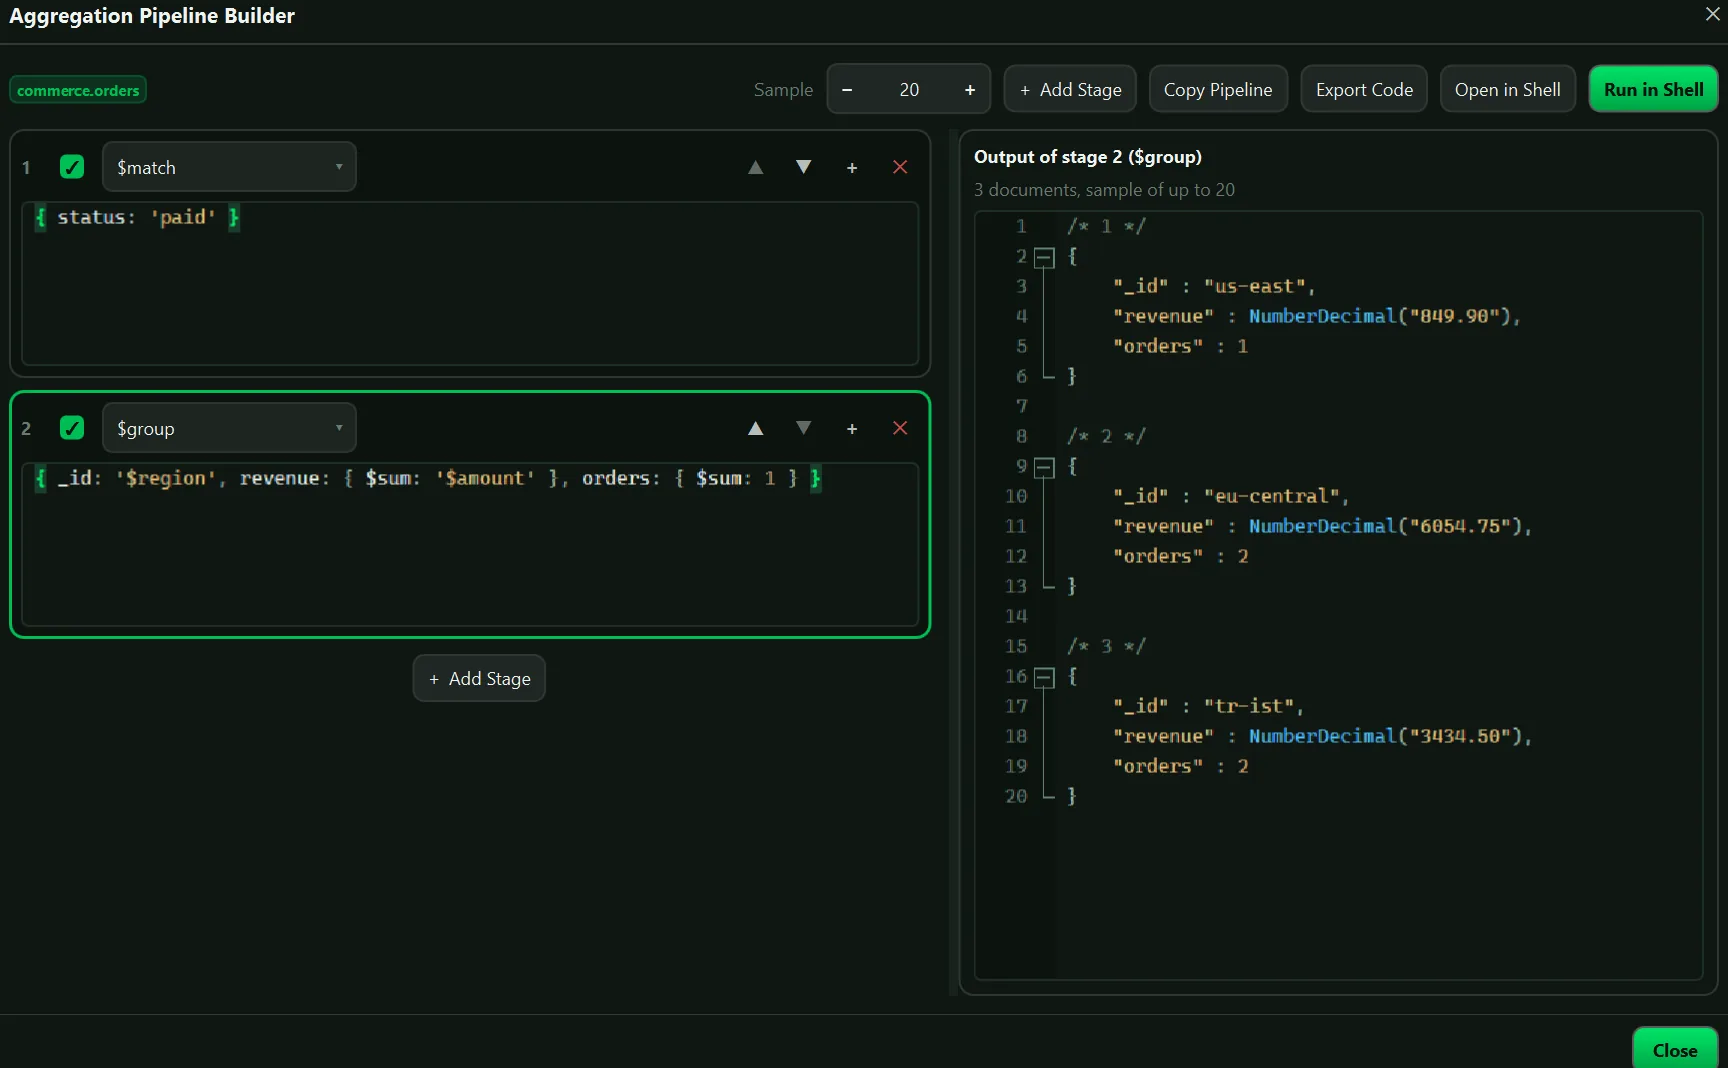 Aggregation Pipeline Builder
commerce.orders
Sample − 20 + + Add Stage Copy Pipeline Export Code Open in Shell Run in Shell
1 $match
{ status: 'paid' }
2 $group
{ _id: '$region', revenue: { $sum: '$amount' }, orders: { $sum: 1 } }
+ Add Stage
Output of stage 2 ($group)
3 documents, sample of up to 20
1 /* 1 */
2 {
3 "_id" : "us-east",
4 "revenue" : NumberDecimal("849.90"),
5 "orders" : 1
6 }
7
8 /* 2 */
9 {
10 "_id" : "eu-central",
11 "revenue" : NumberDecimal("6054.75"),
12 "orders" : 2
13 }
14
15 /* 3 */
16 {
17 "_id" : "tr-ist",
18 "revenue" : NumberDecimal("3434.50"),
19 "orders" : 2
20 }
Close